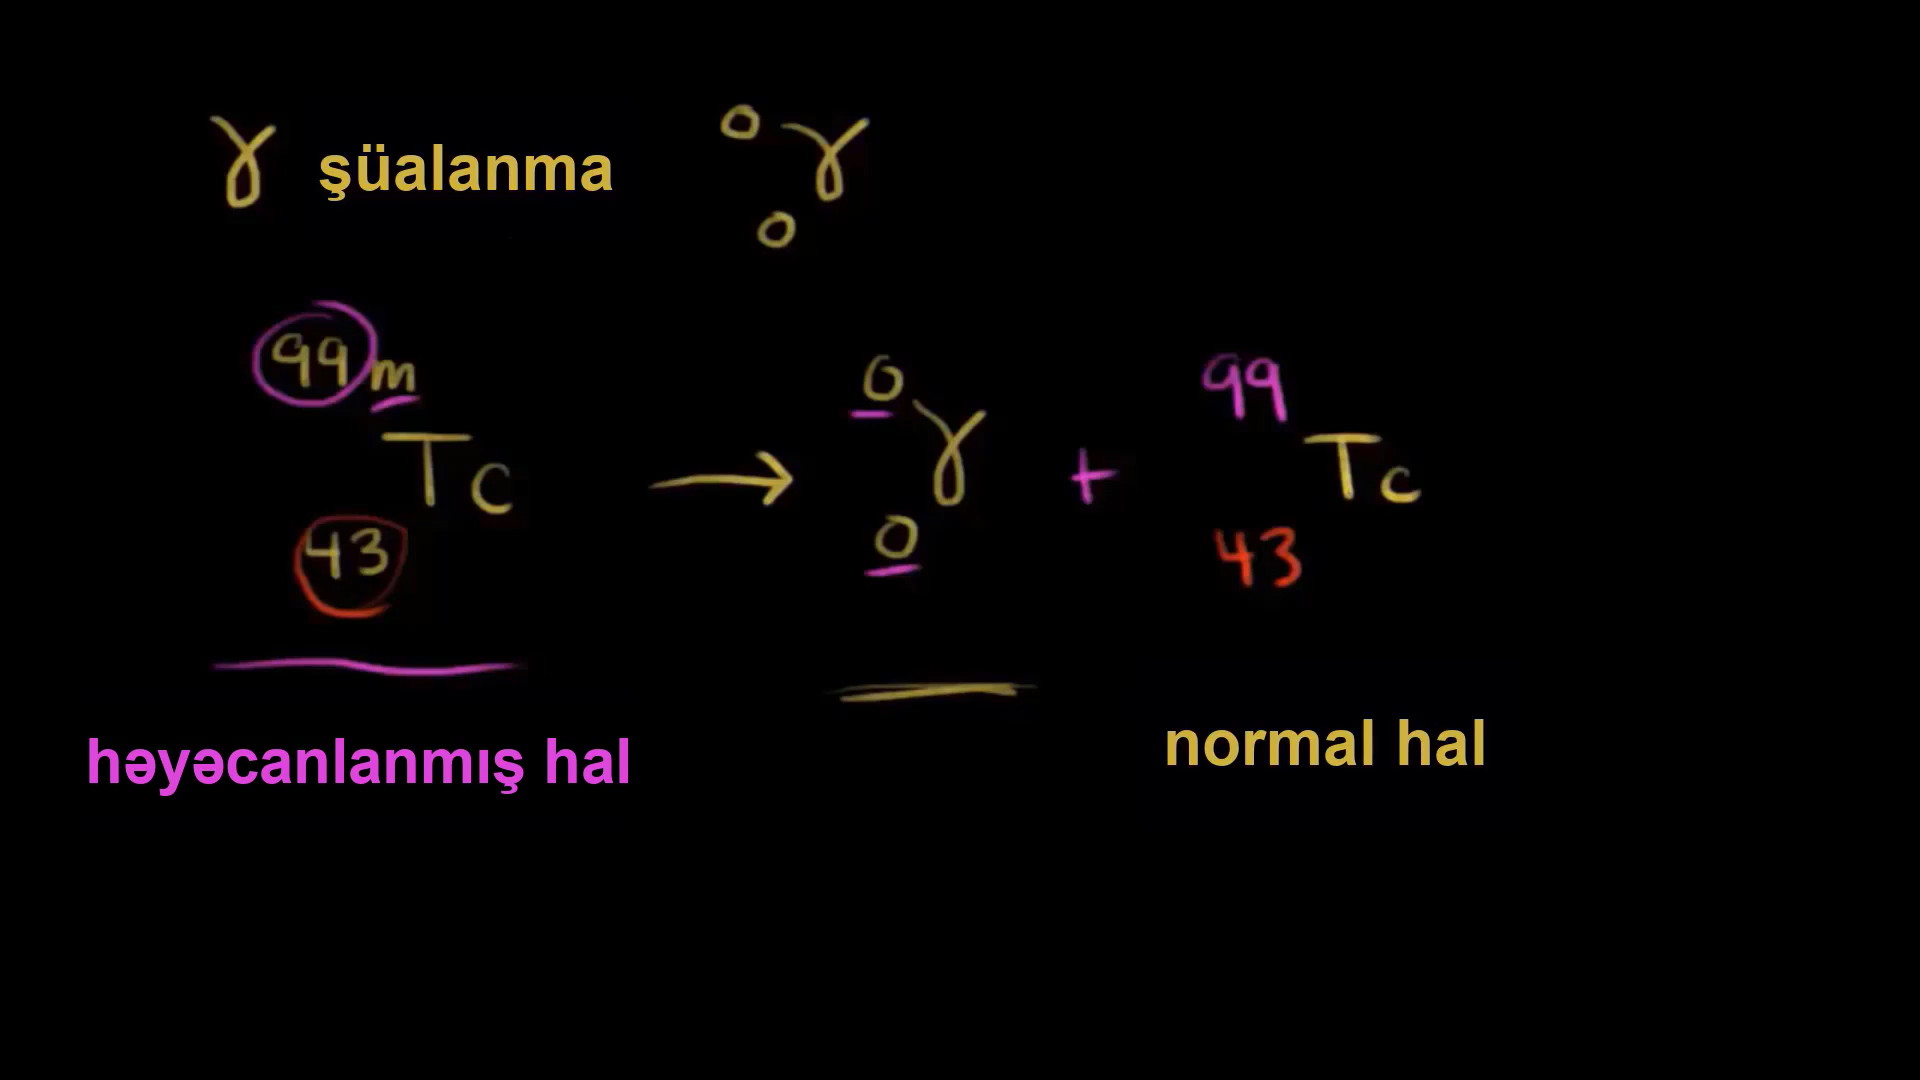 γ şüalanma 0 γ 0
99m Tc 43 → 0 γ 0 + 99 Tc 43
həyəcanlanmış hal normal hal